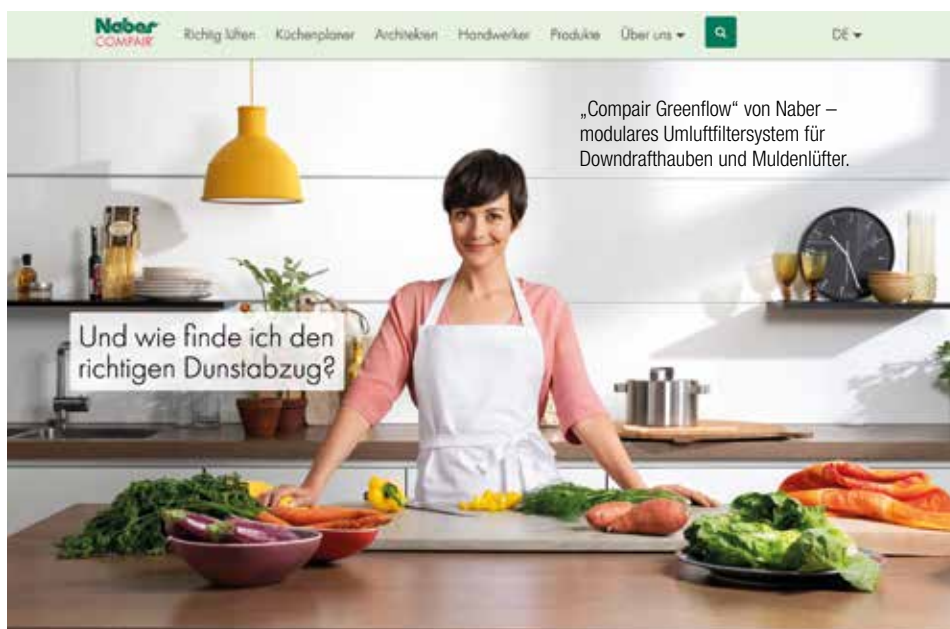 Naber
COMPAIR
Richtig lüften Küchenplaner Architekten Handwerker Produkte Über uns DE
„Compair Greenflow“ von Naber –
modulares Umluftfiltersystem für
Downdrafthauben und Muldenlüfter.
Und wie finde ich den
richtigen Dunstabzug?